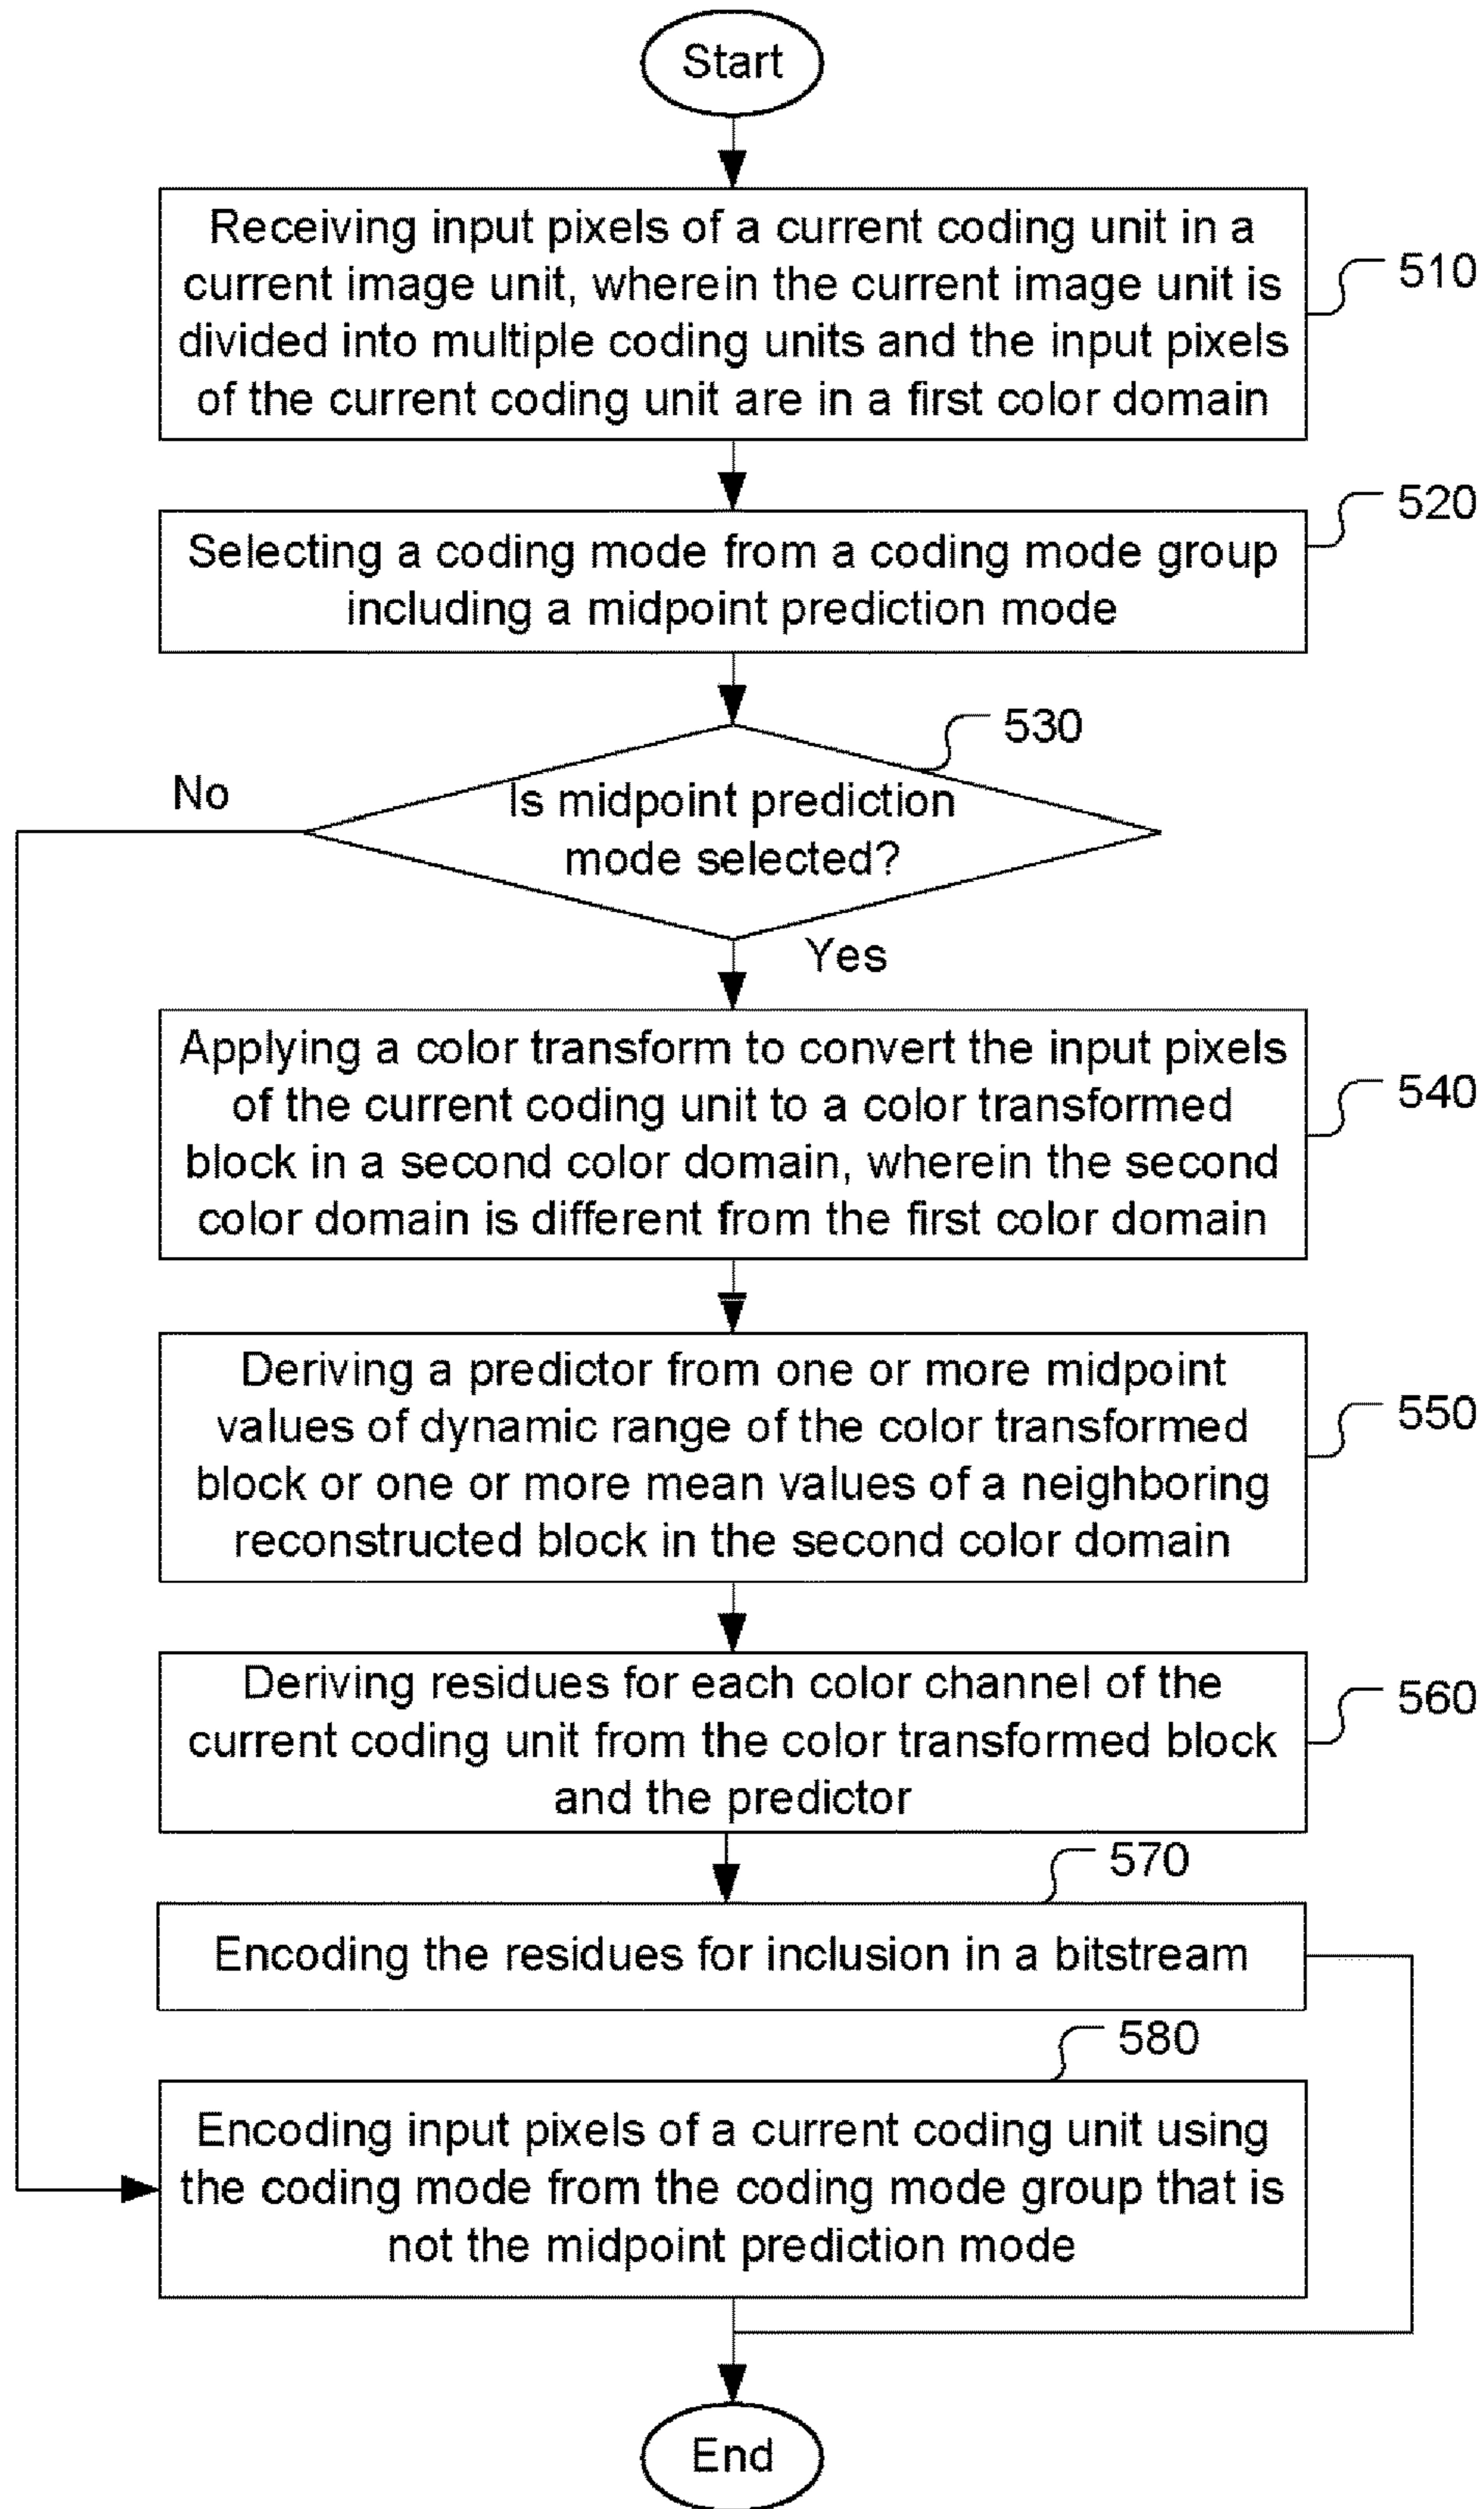 Start
Receiving input pixels of a current coding unit in a
current image unit, wherein the current image unit is
divided into multiple coding units and the input pixels
of the current coding unit are in a first color domain
510
Selecting a coding mode from a coding mode group
including a midpoint prediction mode
520
530
Is midpoint prediction
mode selected?
No
Yes
Applying a color transform to convert the input pixels
of the current coding unit to a color transformed
block in a second color domain, wherein the second
color domain is different from the first color domain
540
Deriving a predictor from one or more midpoint
values of dynamic range of the color transformed
block or one or more mean values of a neighboring
reconstructed block in the second color domain
550
Deriving residues for each color channel of the
current coding unit from the color transformed block
and the predictor
560
570
Encoding the residues for inclusion in a bitstream
580
Encoding input pixels of a current coding unit using
the coding mode from the coding mode group that is
not the midpoint prediction mode
End